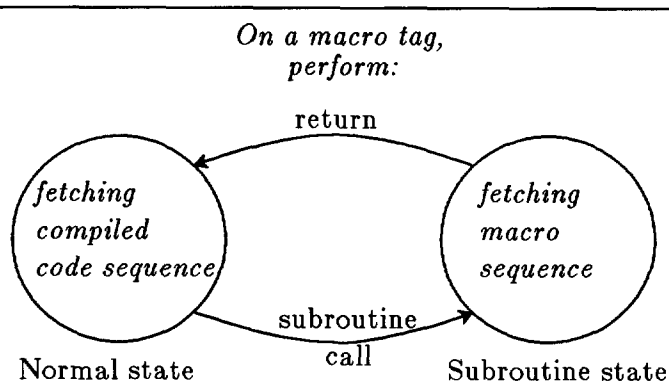 On a macro tag,
perform:
return
fetching
compiled
code sequence
fetching
macro
sequence
subroutine
call
Normal state
Subroutine state